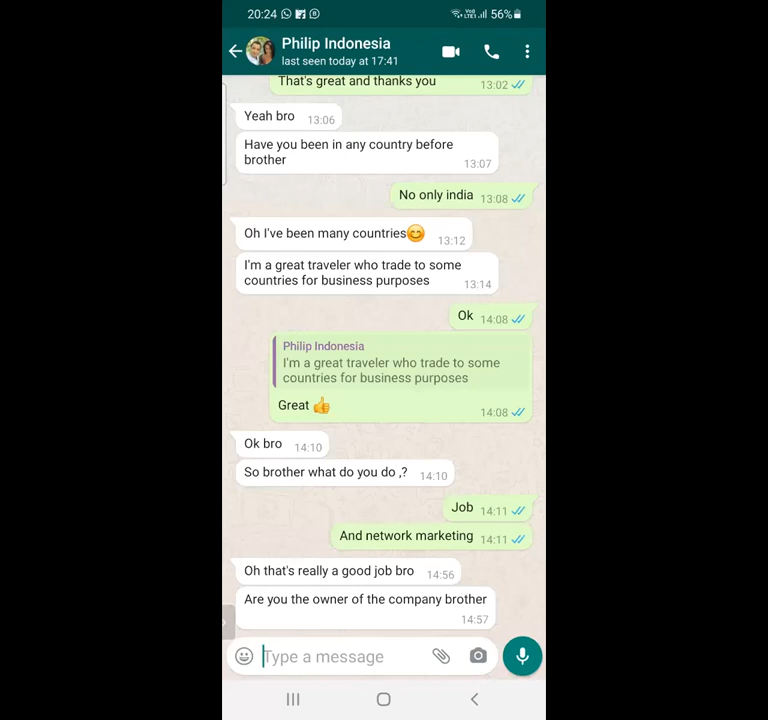 20:24
56%
Philip Indonesia
last seen today at 17:41
That's great and thanks you
13:02
Yeah bro
13:06
Have you been in any country before
brother
13:07
No only india
13:08
Oh I've been many countries😊
13:12
I'm a great traveler who trade to some
countries for business purposes
13:14
Ok
14:08
Philip Indonesia
I'm a great traveler who trade to some
countries for business purposes
Great 👍
14:08
Ok bro
14:10
So brother what do you do ,?
14:10
Job
14:11
And network marketing
14:11
Oh that's really a good job bro
14:56
Are you the owner of the company brother
14:57
Type a message